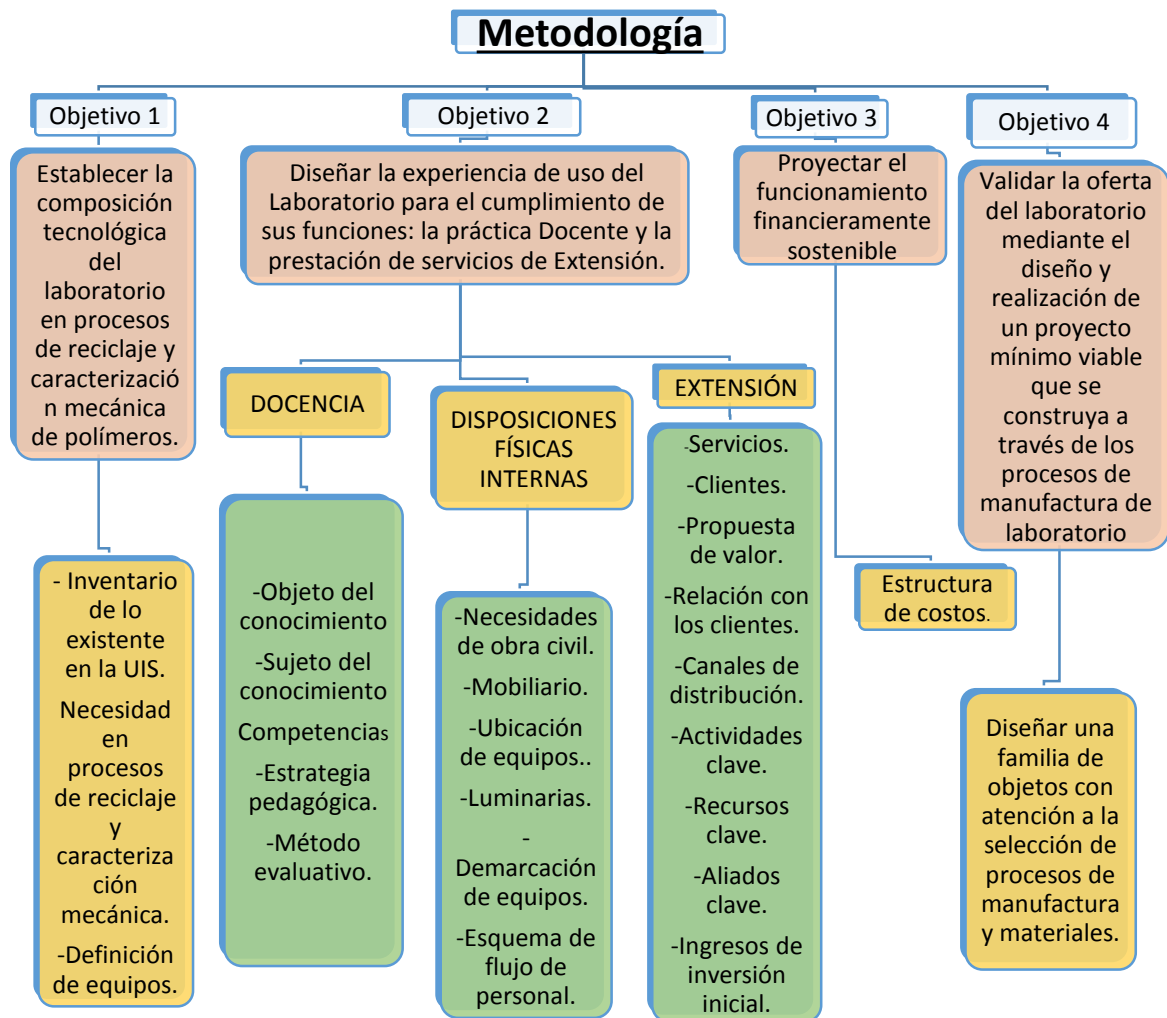 Metodología
Objetivo 1
Establecer la
composición
tecnológica
del
laboratorio
en procesos
de reciclaje y
caracterizació
n mecánica
de polímeros.
- Inventario
de lo
existente
en la UIS.
Necesidad
en
procesos
de reciclaje
y
caracteriza
ción
mecánica.
-Definición
de equipos.
Objetivo 2
Diseñar la experiencia de uso del
Laboratorio para el cumplimiento de
sus funciones: la práctica Docente y la
prestación de servicios de Extensión.
DOCENCIA
-Objeto del
conocimiento
-Sujeto del
conocimiento
Competencias
-Estrategia
pedagógica.
-Método
evaluativo.
DISPOSICIONES
FÍSICAS
INTERNAS
-Necesidades
de obra civil.
-Mobiliario.
-Ubicación
de equipos..
-Luminarias.
-
Demarcación
de equipos.
-Esquema de
flujo de
personal.
EXTENSIÓN
-Servicios.
-Clientes.
-Propuesta
de valor.
-Relación con
los clientes.
-Canales de
distribución.
-Actividades
clave.
-Recursos
clave.
-Aliados
clave.
-Ingresos de
inversión
inicial.
Objetivo 3
Proyectar el
funcionamiento
financieramente
sostenible
Estructura
de costos.
Objetivo 4
Validar la oferta
del laboratorio
mediante el
diseño y
realización de
un proyecto
mínimo viable
que se
construya a
través de los
procesos de
manufactura de
laboratorio
Diseñar una
familia de
objetos con
atención a la
selección de
procesos de
manufactura
y materiales.